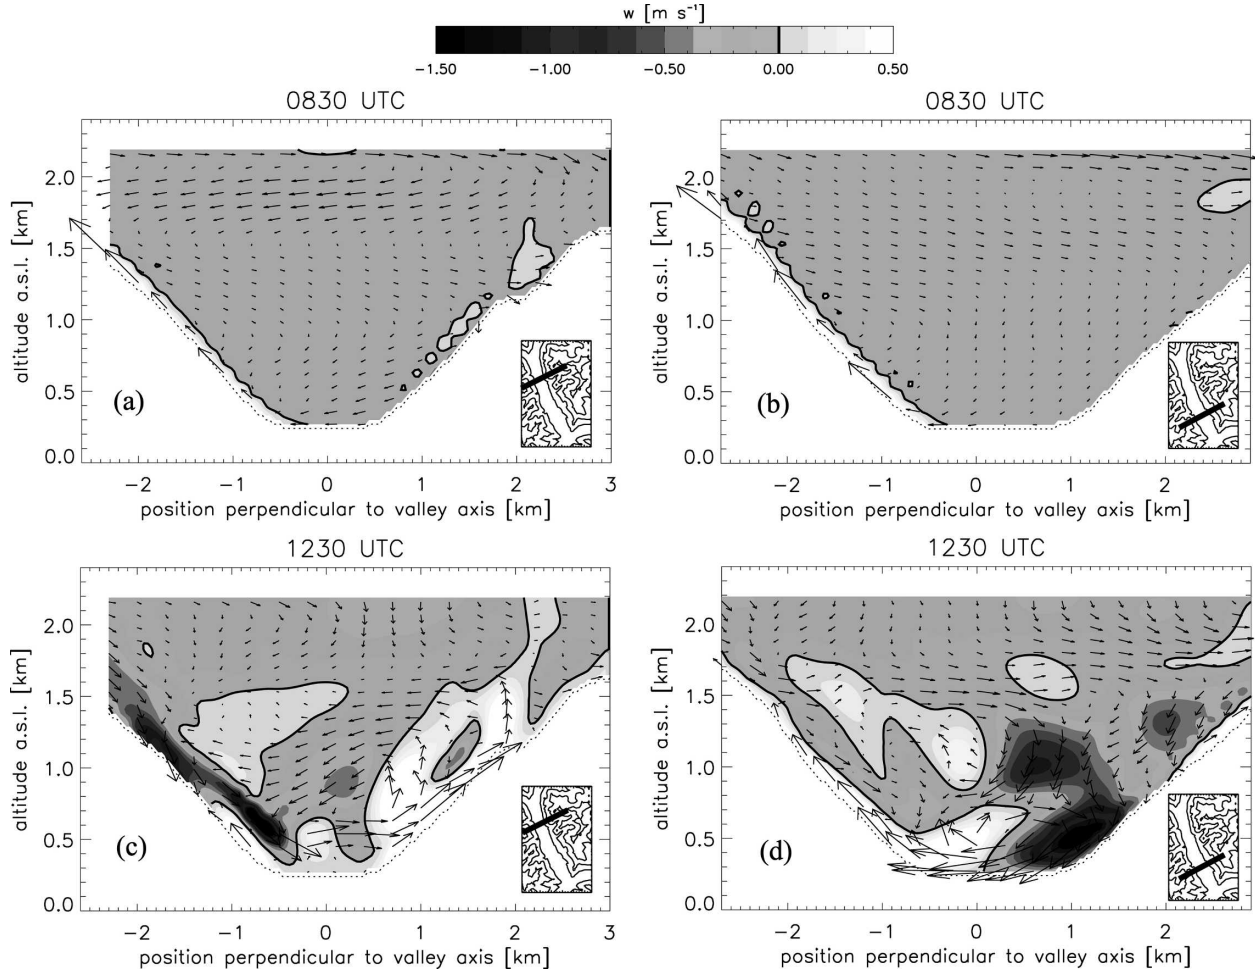 w [m s⁻¹]
-1.50 -1.00 -0.50 0.00 0.50
0830 UTC
altitude a.s.l. [km]
2.0
1.5
1.0
0.5
0.0
(a)
-2 -1 0 1 2 3
position perpendicular to valley axis [km]
0830 UTC
altitude a.s.l. [km]
2.0
1.5
1.0
0.5
0.0
(b)
-2 -1 0 1 2
position perpendicular to valley axis [km]
1230 UTC
altitude a.s.l. [km]
2.0
1.5
1.0
0.5
0.0
(c)
-2 -1 0 1 2 3
position perpendicular to valley axis [km]
1230 UTC
altitude a.s.l. [km]
2.0
1.5
1.0
0.5
0.0
(d)
-2 -1 0 1 2
position perpendicular to valley axis [km]